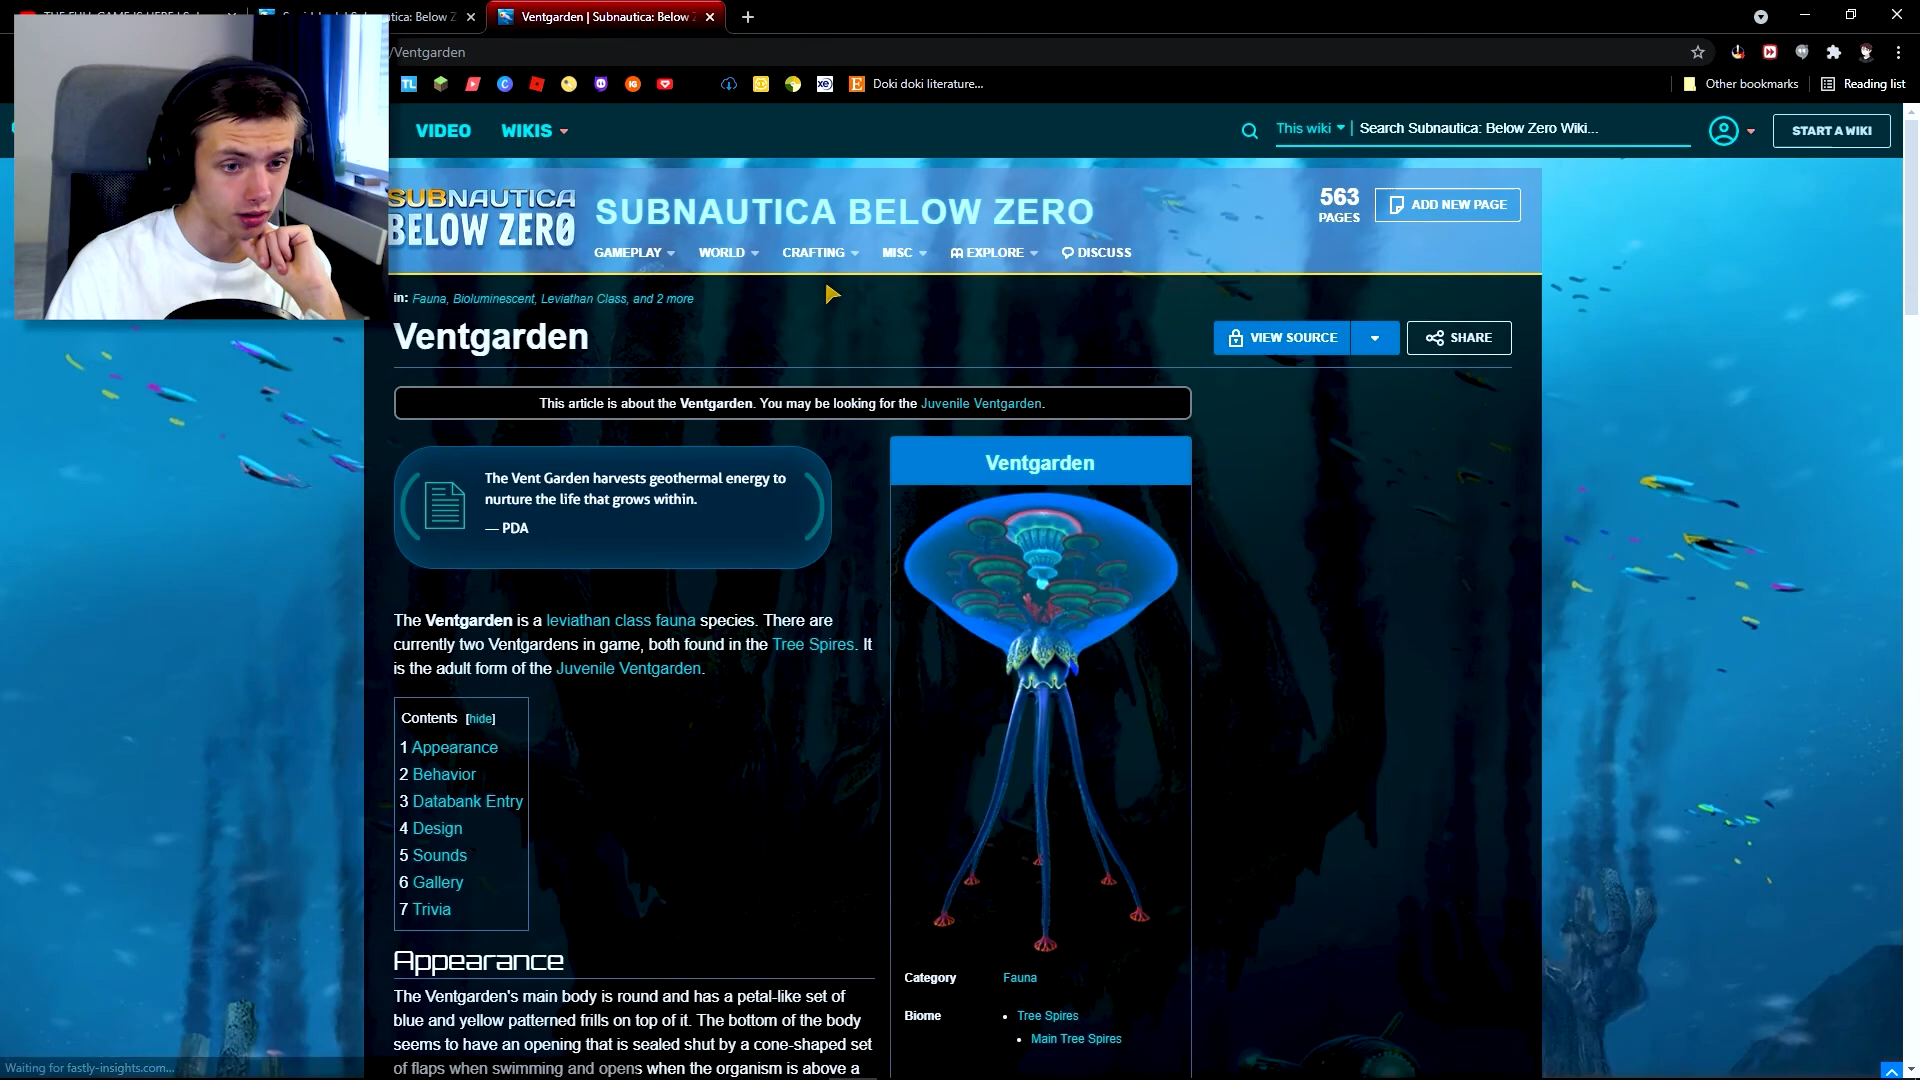 Ventgarden | Subnautica: Below
/Ventgarden
TL
IG
xe
E Doki doki literature...
Other bookmarks
Reading list
VIDEO
WIKIS
This wiki
Search Subnautica: Below Zero Wiki...
START A WIKI
SUBNAUTICA
BELOW ZERO
SUBNAUTICA BELOW ZERO
563
PAGES
ADD NEW PAGE
GAMEPLAY
WORLD
CRAFTING
MISC
EXPLORE
DISCUSS
in: Fauna, Bioluminescent, Leviathan Class, and 2 more
Ventgarden
VIEW SOURCE
SHARE
This article is about the Ventgarden. You may be looking for the Juvenile Ventgarden.
The Vent Garden harvests geothermal energy to
nurture the life that grows within.
— PDA
Ventgarden
The Ventgarden is a leviathan class fauna species. There are
currently two Ventgardens in game, both found in the Tree Spires. It
is the adult form of the Juvenile Ventgarden.
Contents [hide]
1 Appearance
2 Behavior
3 Databank Entry
4 Design
5 Sounds
6 Gallery
7 Trivia
Appearance
The Ventgarden's main body is round and has a petal-like set of
blue and yellow patterned frills on top of it. The bottom of the body
seems to have an opening that is sealed shut by a cone-shaped set
of flaps when swimming and opens when the organism is above a
Category
Fauna
Biome
• Tree Spires
• Main Tree Spires
Waiting for fastly-insights.com...